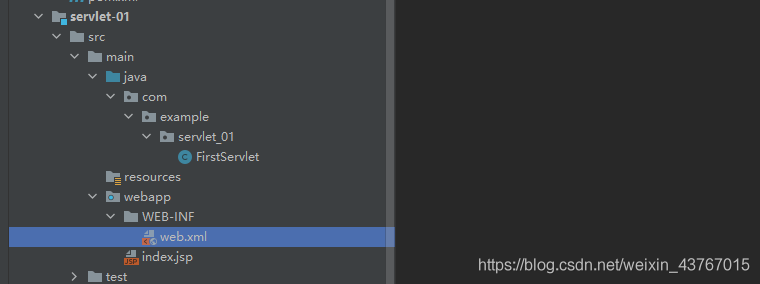 servlet-01
src
main
java
com
example
servlet_01
FirstServlet
resources
webapp
WEB-INF
web.xml
index.jsp
test
https://blog.csdn.net/weixin_43767015